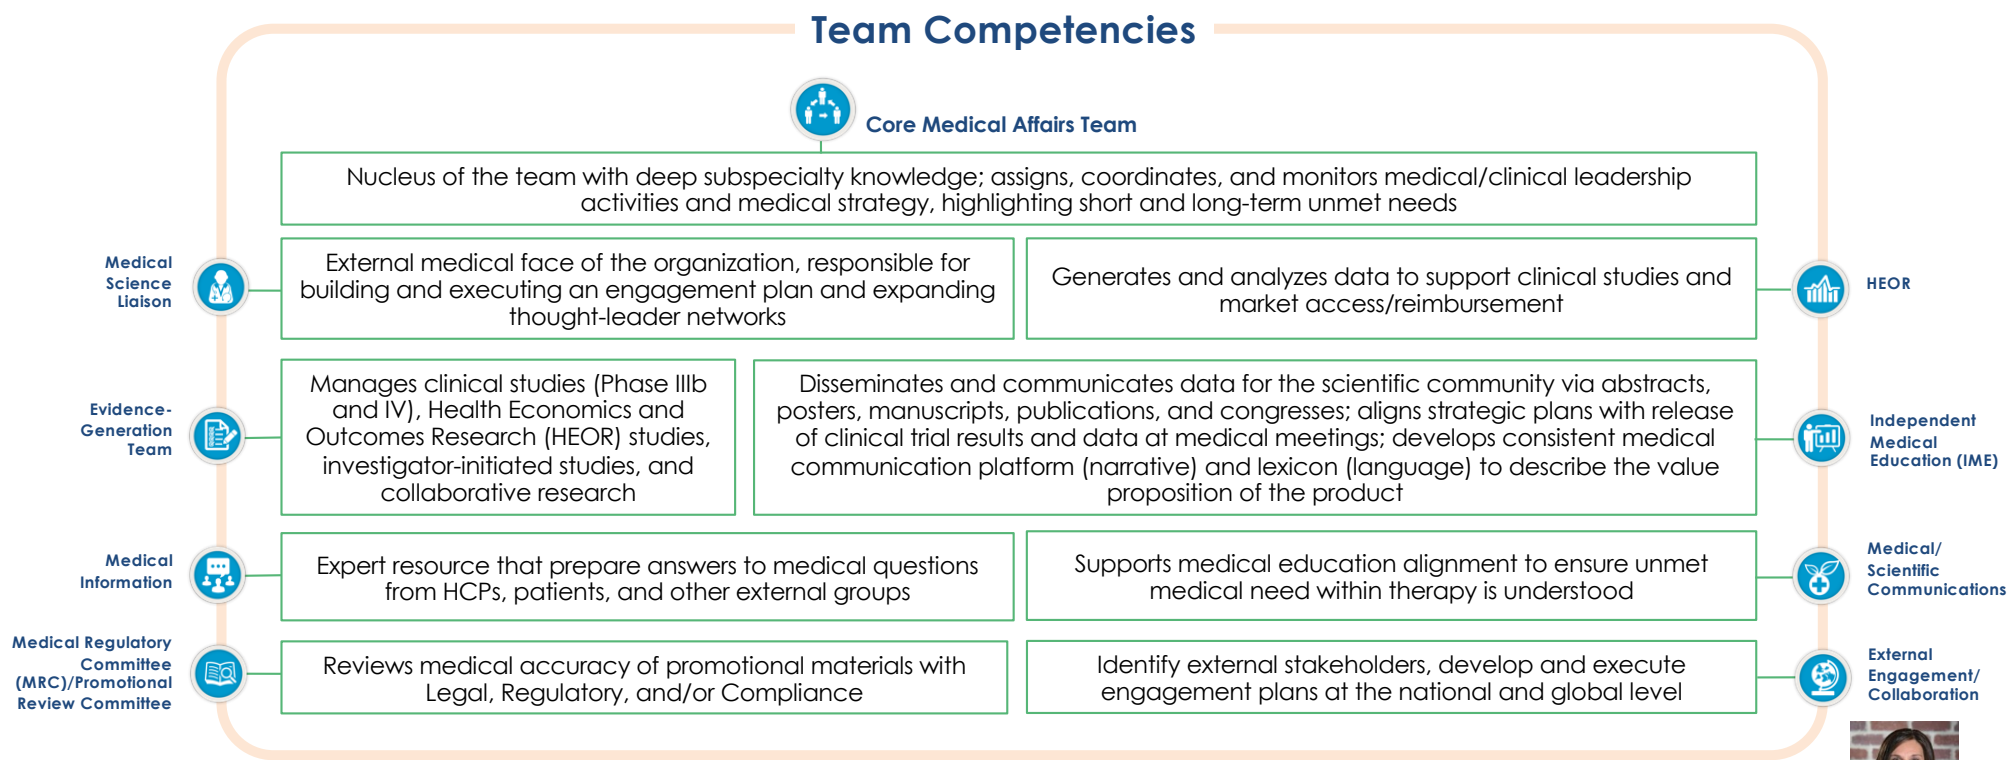 Team Competencies
Core Medical Affairs Team
Nucleus of the team with deep subspecialty knowledge; assigns, coordinates, and monitors medical/clinical leadership
activities and medical strategy, highlighting short and long-term unmet needs
Medical
Science
Liaison
External medical face of the organization, responsible for
building and executing an engagement plan and expanding
thought-leader networks
Generates and analyzes data to support clinical studies and
market access/reimbursement
HEOR
Evidence-
Generation
Team
Manages clinical studies (Phase IIIb
and IV), Health Economics and
Outcomes Research (HEOR) studies,
investigator-initiated studies, and
collaborative research
Disseminates and communicates data for the scientific community via abstracts,
posters, manuscripts, publications, and congresses; aligns strategic plans with release
of clinical trial results and data at medical meetings; develops consistent medical
communication platform (narrative) and lexicon (language) to describe the value
proposition of the product
Independent
Medical
Education (IME)
Medical
Information
Expert resource that prepare answers to medical questions
from HCPs, patients, and other external groups
Supports medical education alignment to ensure unmet
medical need within therapy is understood
Medical/
Scientific
Communications
Medical Regulatory
Committee
(MRC)/Promotional
Review Committee
Reviews medical accuracy of promotional materials with
Legal, Regulatory, and/or Compliance
Identify external stakeholders, develop and execute
engagement plans at the national and global level
External
Engagement/
Collaboration